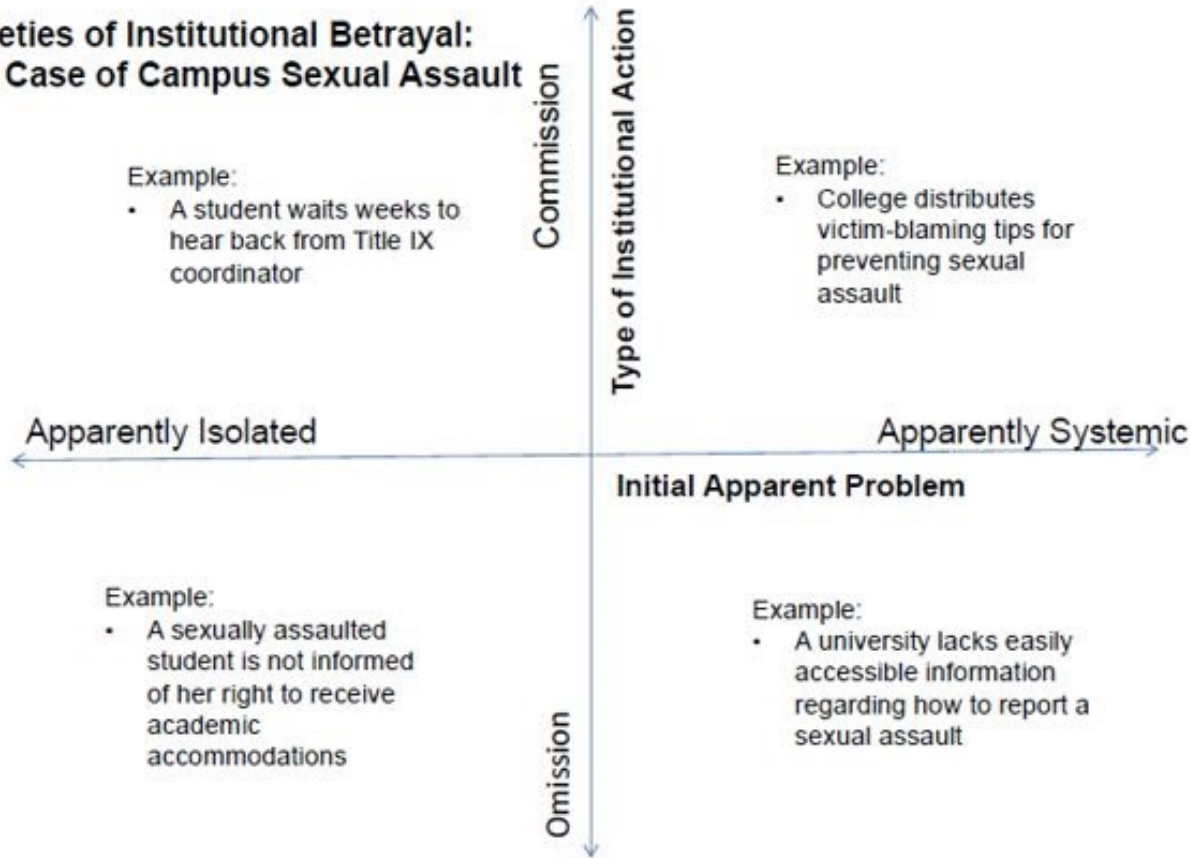 eties of Institutional Betrayal:
Case of Campus Sexual Assault
Commission
Type of Institutional Action
Example:
• A student waits weeks to
hear back from Title IX
coordinator
Example:
• College distributes
victim-blaming tips for
preventing sexual
assault
Apparently Isolated
Apparently Systemic
Initial Apparent Problem
Example:
• A sexually assaulted
student is not informed
of her right to receive
academic
accommodations
Example:
• A university lacks easily
accessible information
regarding how to report a
sexual assault
Omission